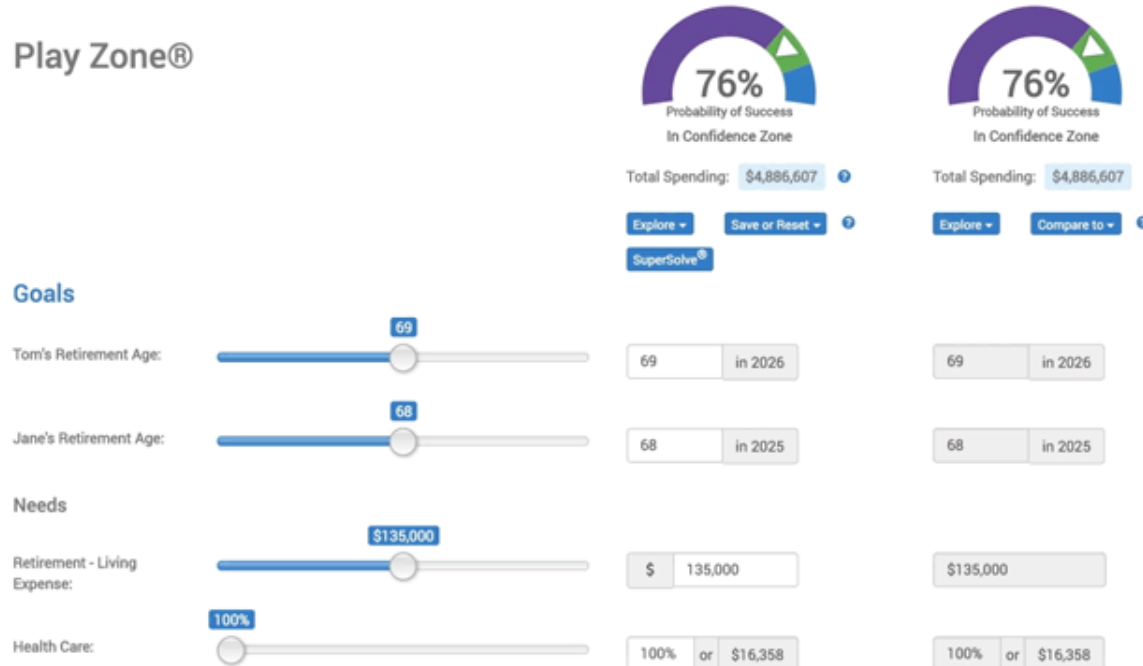 Play Zone®
76%
Probability of Success
In Confidence Zone
Total Spending: $4,886,607 ?
Explore Save or Reset ?
SuperSolve®
76%
Probability of Success
In Confidence Zone
Total Spending: $4,886,607
Explore Compare to
Goals
69
Tom's Retirement Age: 69 in 2026 69 in 2026
68
Jane's Retirement Age: 68 in 2025 68 in 2025
Needs
$135,000
Retirement - Living
Expense: $ 135,000 $135,000
100%
Health Care: 100% or $16,358 100% or $16,358